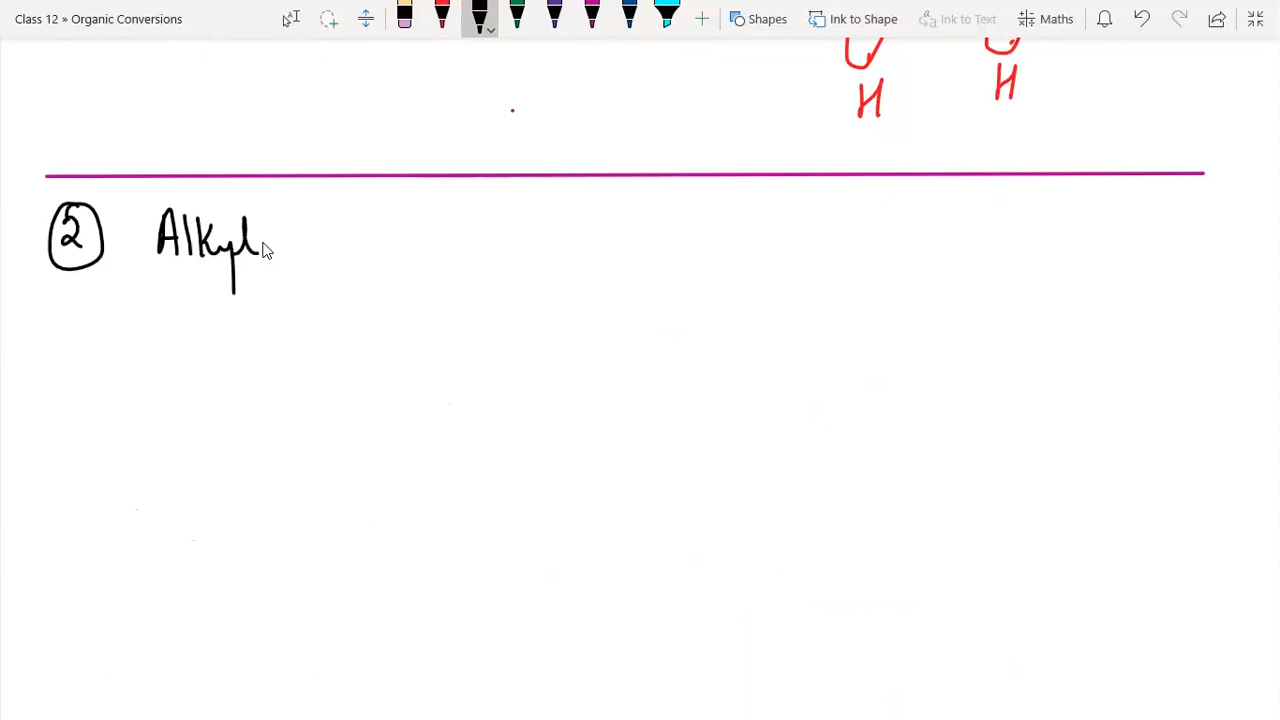 Class 12 » Organic Conversions
Shapes
Ink to Shape
a
Ink to Text
Maths
H
H
2 Alkyl